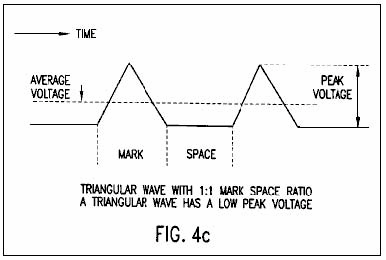 TIME
AVERAGE
VOLTAGE
PEAK
VOLTAGE
MARK
SPACE
TRIANGULAR WAVE WITH 1:1 MARK SPACE RATIO
A TRIANGULAR WAVE HAS A LOW PEAK VOLTAGE
FIG. 4c